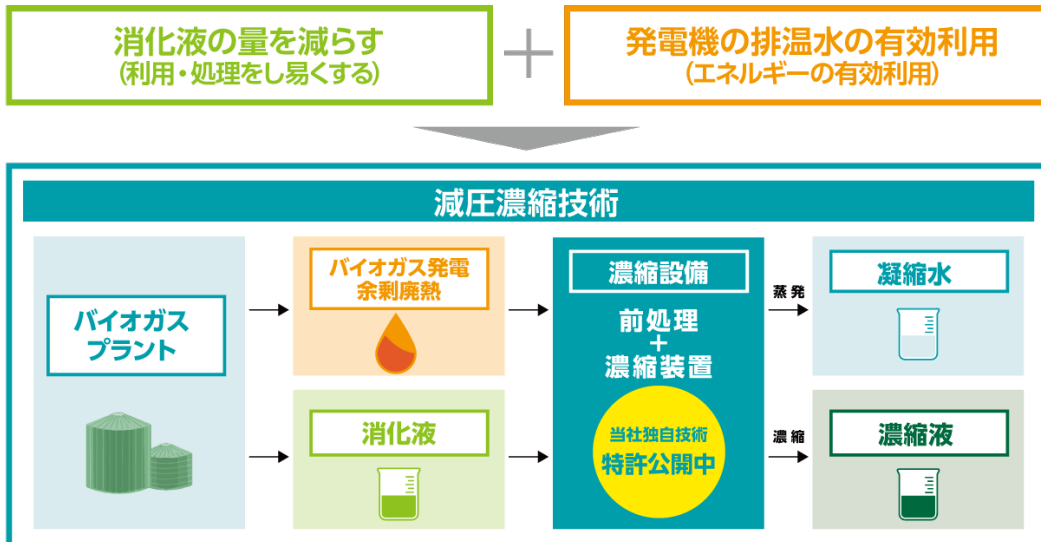 消化液の量を減らす
(利用・処理をし易くする)
＋
発電機の排温水の有効利用
(エネルギーの有効利用)
減圧濃縮技術
バイオガス
プラント
バイオガス発電
余剰廃熱
消化液
濃縮設備
前処理
＋
濃縮装置
当社独自技術
特許公開中
蒸発
凝縮水
濃縮
濃縮液